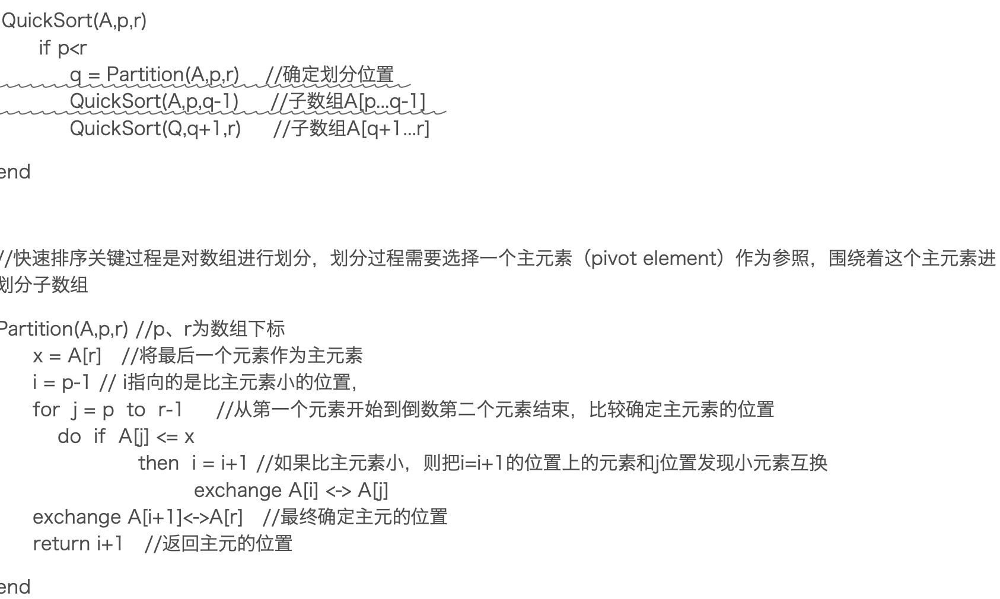 QuickSort(A,p,r)
if p<r
q = Partition(A,p,r) //确定划分位置
QuickSort(A,p,q-1) //子数组A[p...q-1]
QuickSort(Q,q+1,r) //子数组A[q+1...r]
end
//快速排序关键过程是对数组进行划分，划分过程需要选择一个主元素（pivot element）作为参照，围绕着这个主元素进
划分子数组
Partition(A,p,r) //p、r为数组下标
x = A[r] //将最后一个元素作为主元素
i = p-1 // i指向的是比主元素小的位置，
for j = p to r-1 //从第一个元素开始到倒数第二个元素结束，比较确定主元素的位置
do if A[j] <= x
then i = i+1 //如果比主元素小，则把i=i+1的位置上的元素和j位置发现小元素互换
exchange A[i] <-> A[j]
exchange A[i+1]<->A[r] //最终确定主元的位置
return i+1 //返回主元的位置
end